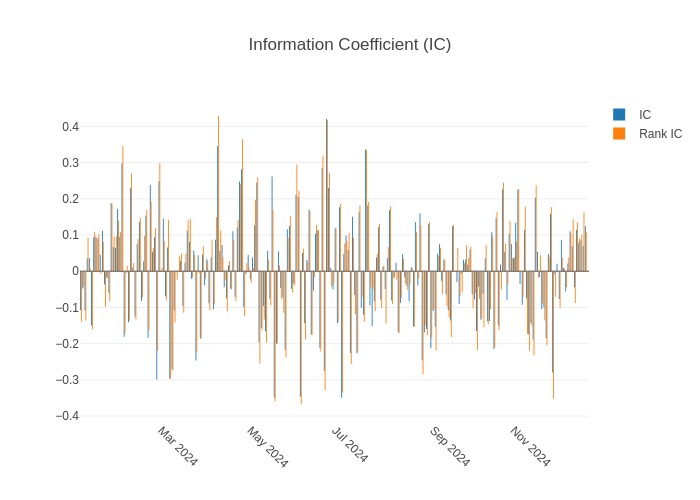 Information Coefficient (IC)
IC
Rank IC
0.4
0.3
0.2
0.1
0
−0.1
−0.2
−0.3
−0.4
Mar 2024
May 2024
Jul 2024
Sep 2024
Nov 2024